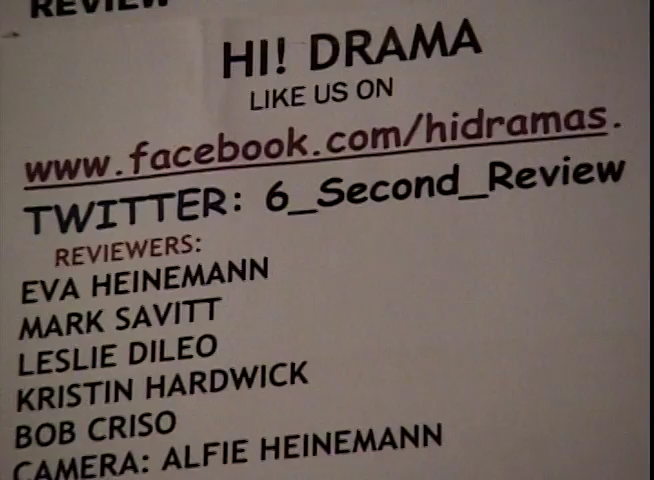 REVIEW
HI! DRAMA
LIKE US ON
www.facebook.com/hidramas.
TWITTER: 6_Second_Review
REVIEWERS:
EVA HEINEMANN
MARK SAVITT
LESLIE DILEO
KRISTIN HARDWICK
BOB CRISO
CAMERA: ALFIE HEINEMANN